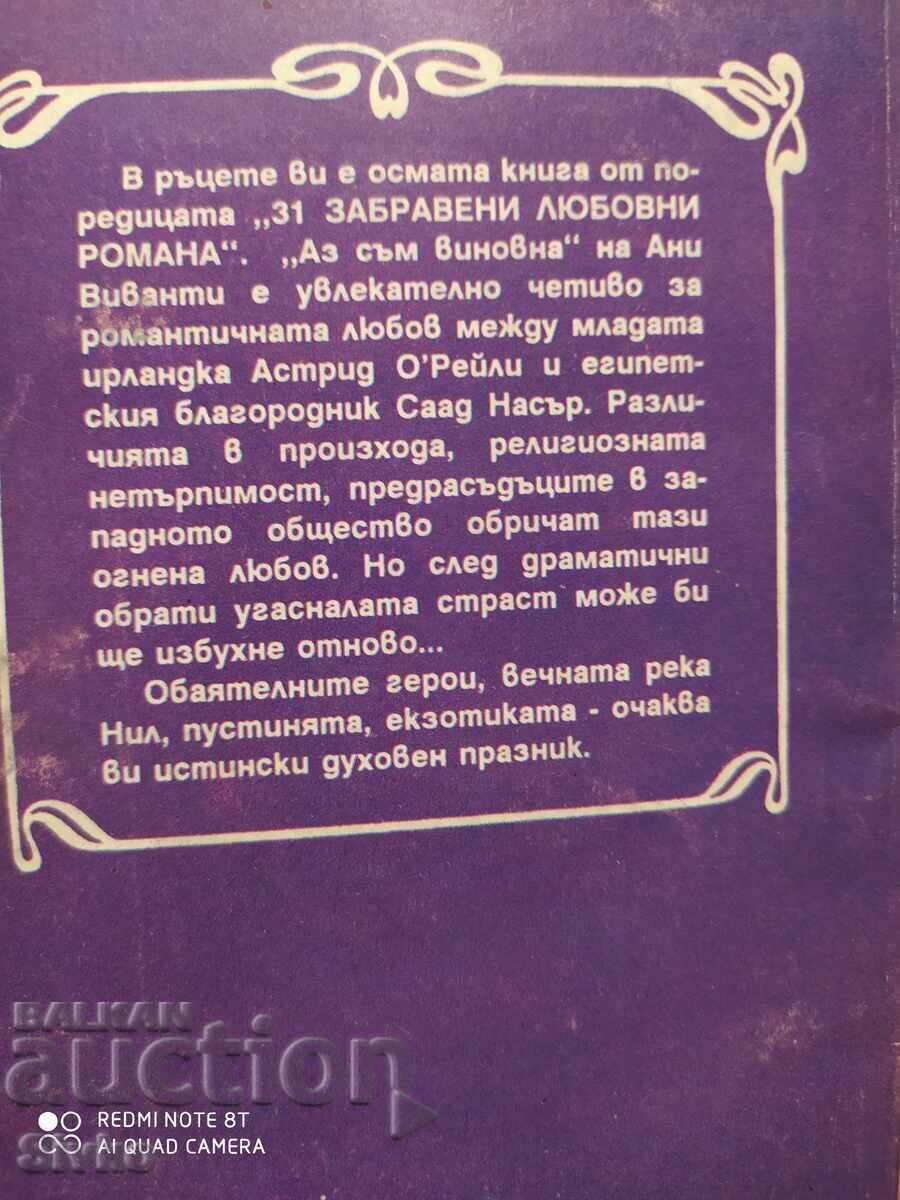 В ръцете ви е осмата книга от по-
редицата „31 ЗАБРАВЕНИ ЛЮБОВНИ
РОМАНА“. „Аз съм виновна“ на Ани
Виванти е увлекателно четиво за
романтичната любов между младата
ирландка Астрид О'Рейли и египет-
ския благородник Саад Насър. Разли-
чията в произхода, религиозната
нетърпимост, предрасъдъците в за-
падното общество обричат тази
огнена любов. Но след драматични
обрати угасналата страст може би
ще избухне отново...
Обаятелните герои, вечната река
Нил, пустинята, екзотиката - очаква
ви истински духовен празник.
BALKAN
auction
REDMI NOTE 8T
AI QUAD CAMERA